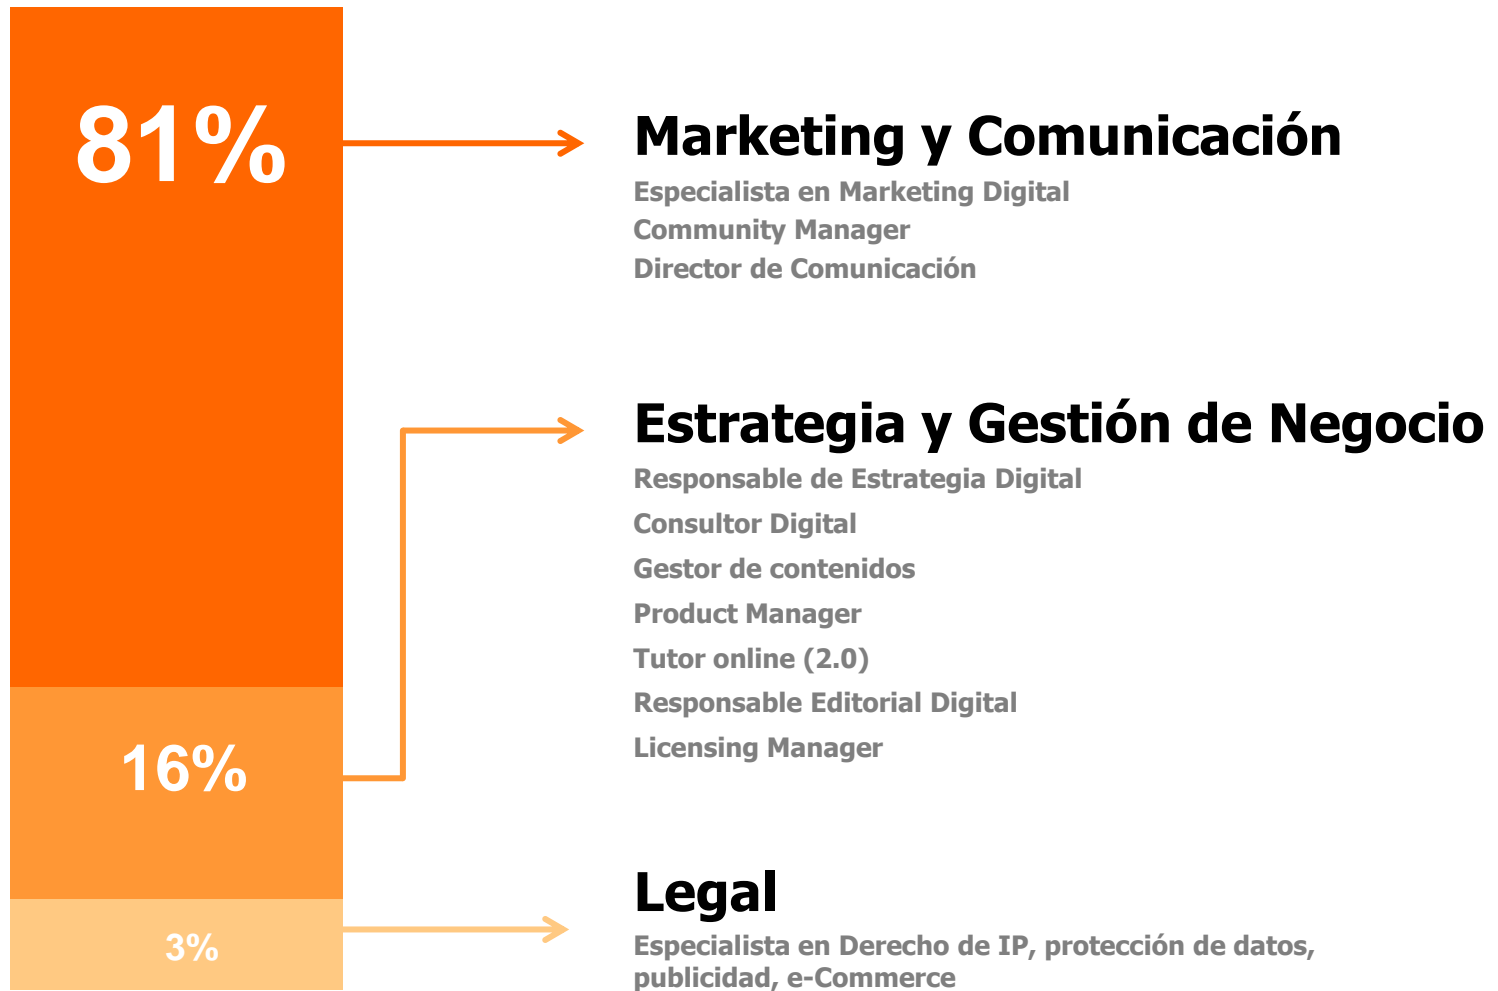 81%
Marketing y Comunicación
Especialista en Marketing Digital
Community Manager
Director de Comunicación
Estrategia y Gestión de Negocio
Responsable de Estrategia Digital
Consultor Digital
Gestor de contenidos
Product Manager
Tutor online (2.0)
Responsable Editorial Digital
Licensing Manager
16%
Legal
3%
Especialista en Derecho de IP, protección de datos,
publicidad, e-Commerce